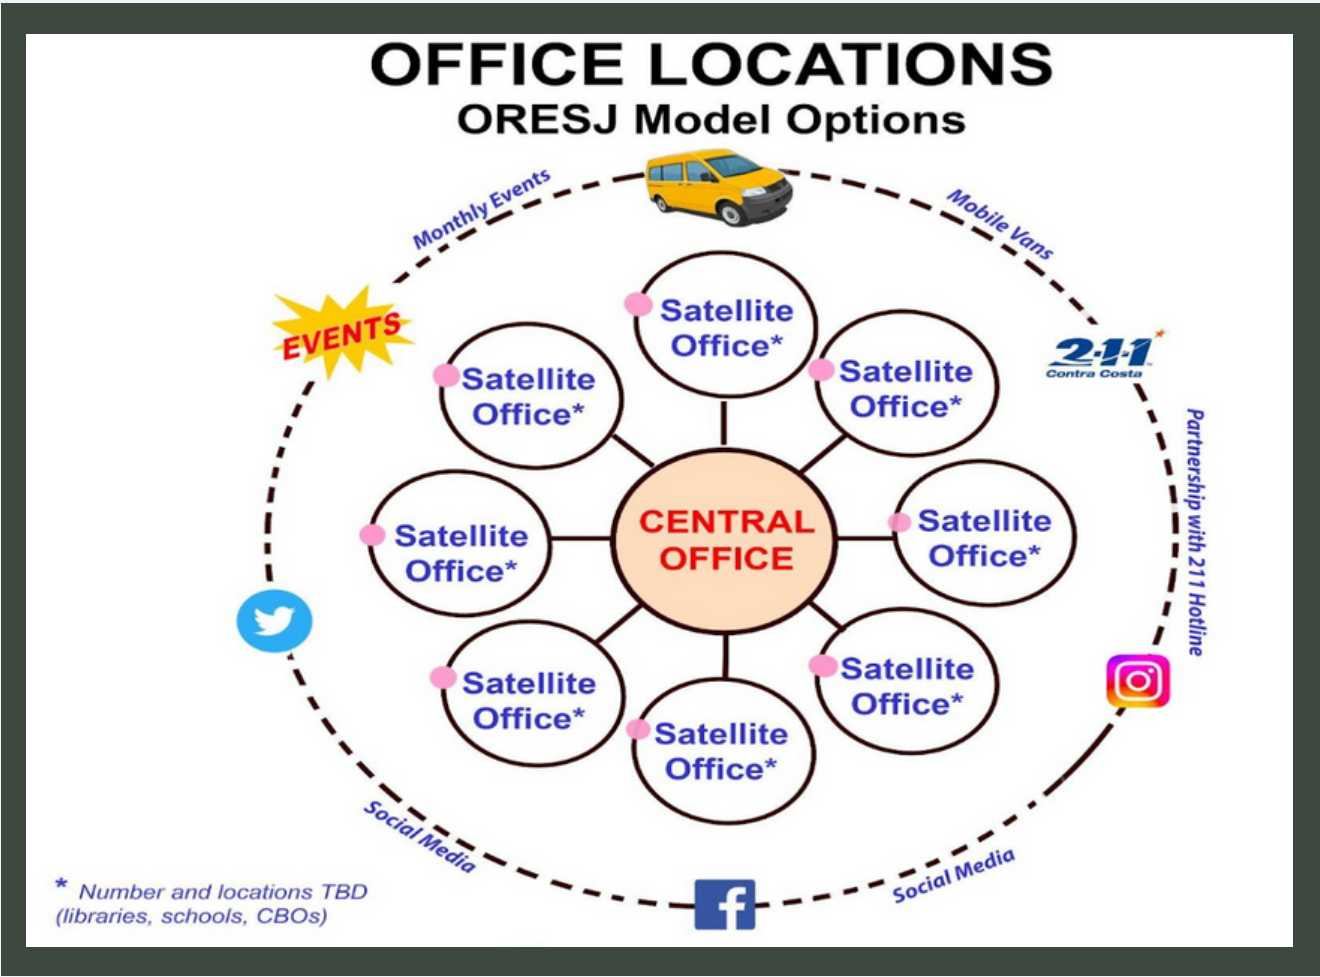 OFFICE LOCATIONS
ORESJ Model Options
Monthly Events
Mobile Vans
EVENTS
2·1·1
Contra Costa
Satellite
Office*
Satellite
Office*
Satellite
Office*
Satellite
Office*
CENTRAL
OFFICE
Satellite
Office*
Satellite
Office*
Satellite
Office*
Satellite
Office*
Partnership with 211 Hotline
Social Media
Social Media
f
* Number and locations TBD
(libraries, schools, CBOs)